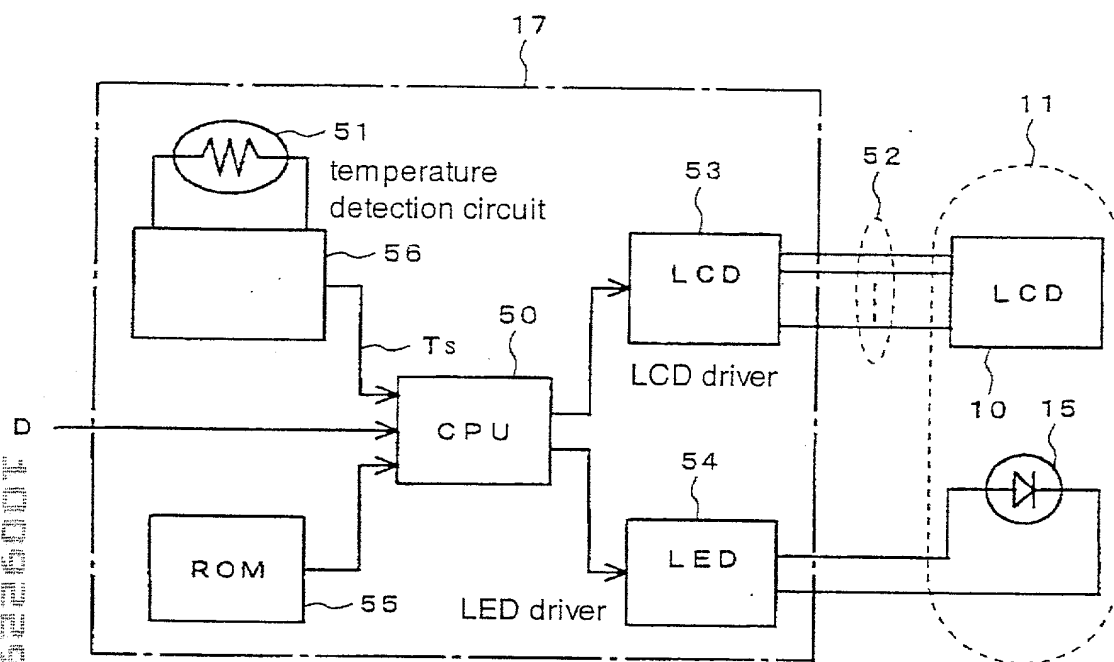 17
51
temperature
detection circuit
56
11
52
53
LCD
LCD
50
Ts
LCD driver
10
15
D
CPU
54
ROM
LED
55
LED driver